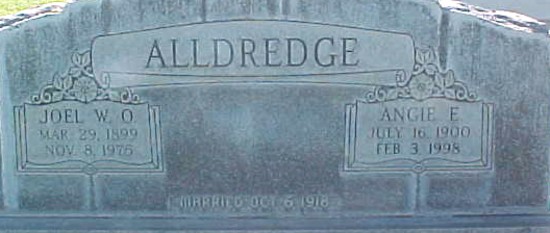 ALLDREDGE
JOEL W. O.
MAR. 29, 1899
NOV. 8, 1975
ANGIE E.
JULY 16, 1900
FEB. 3, 1998
MARRIED OCT. 6, 1918